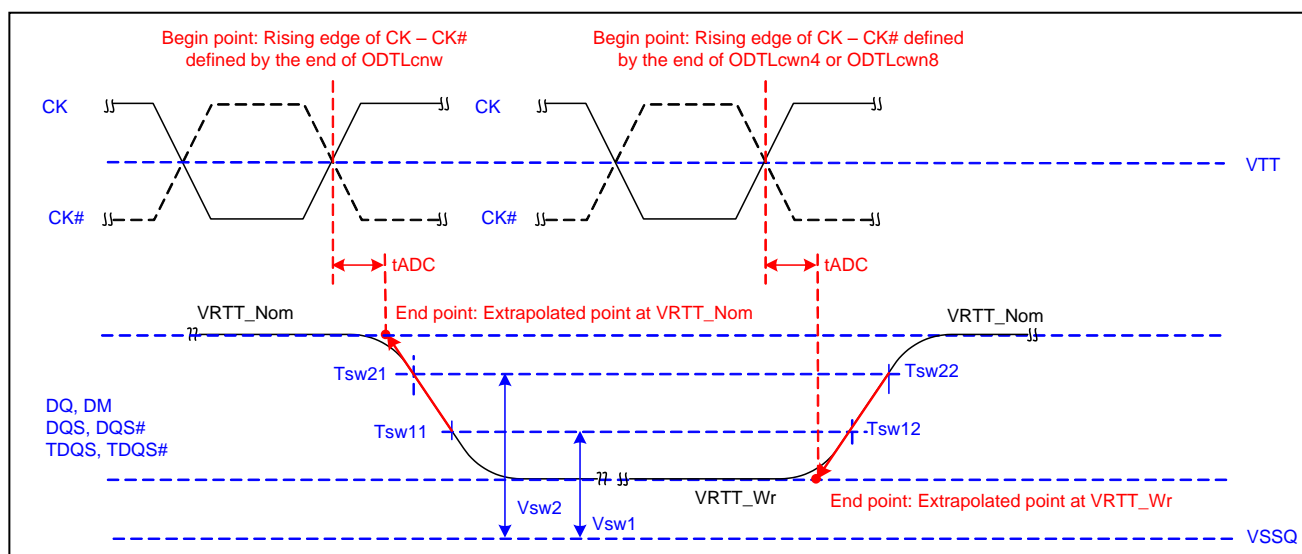 Begin point: Rising edge of CK – CK#
defined by the end of ODTLcnw
Begin point: Rising edge of CK – CK# defined
by the end of ODTLcwn4 or ODTLcwn8
CK
CK
VTT
CK#
CK#
tADC
tADC
VRTT_Nom
End point: Extrapolated point at VRTT_Nom
VRTT_Nom
Tsw21
Tsw22
DQ, DM
DQS, DQS#
TDQS, TDQS#
Tsw11
Tsw12
VRTT_Wr
End point: Extrapolated point at VRTT_Wr
Vsw2
Vsw1
VSSQ